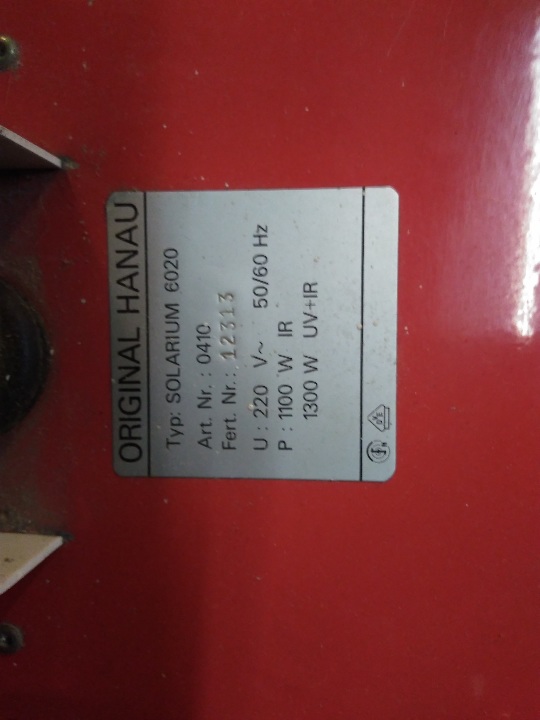 ORIGINAL HANAU
Typ: SOLARIUM 6020
Art. Nr.: 0410
Fert. Nr.: 12313
U : 220 V~ 50/60 Hz
P : 1100 W IR
1300 W UV+IR